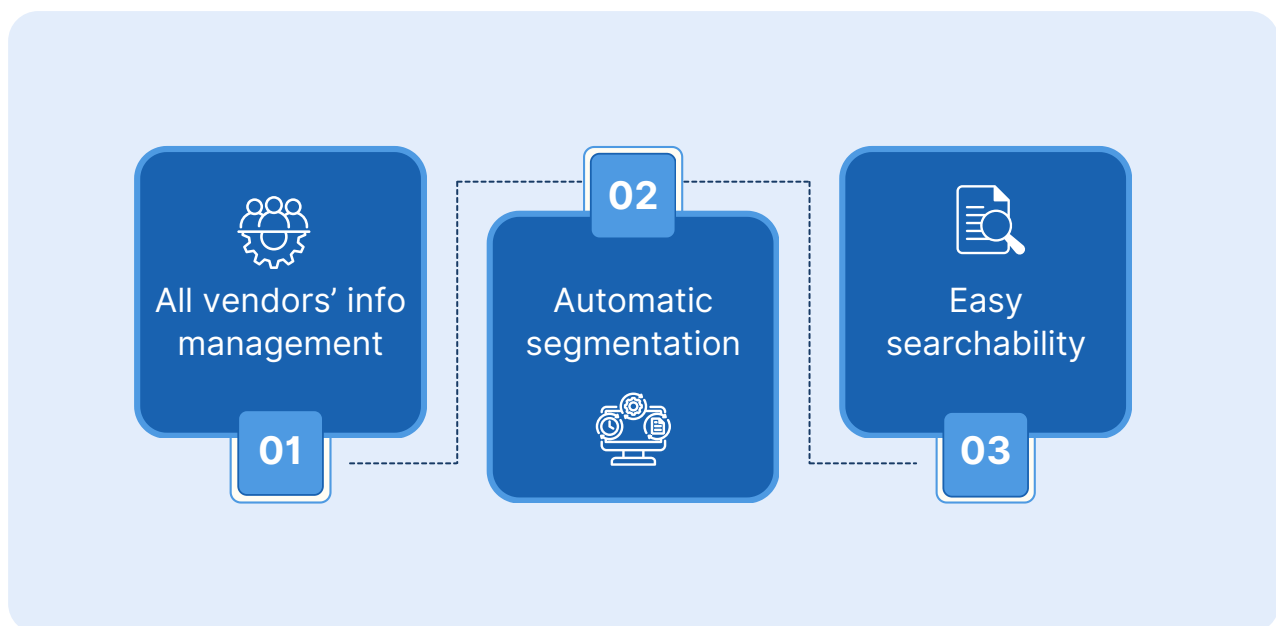 All vendors’ info
management
01
02
Automatic
segmentation
Easy
searchability
03